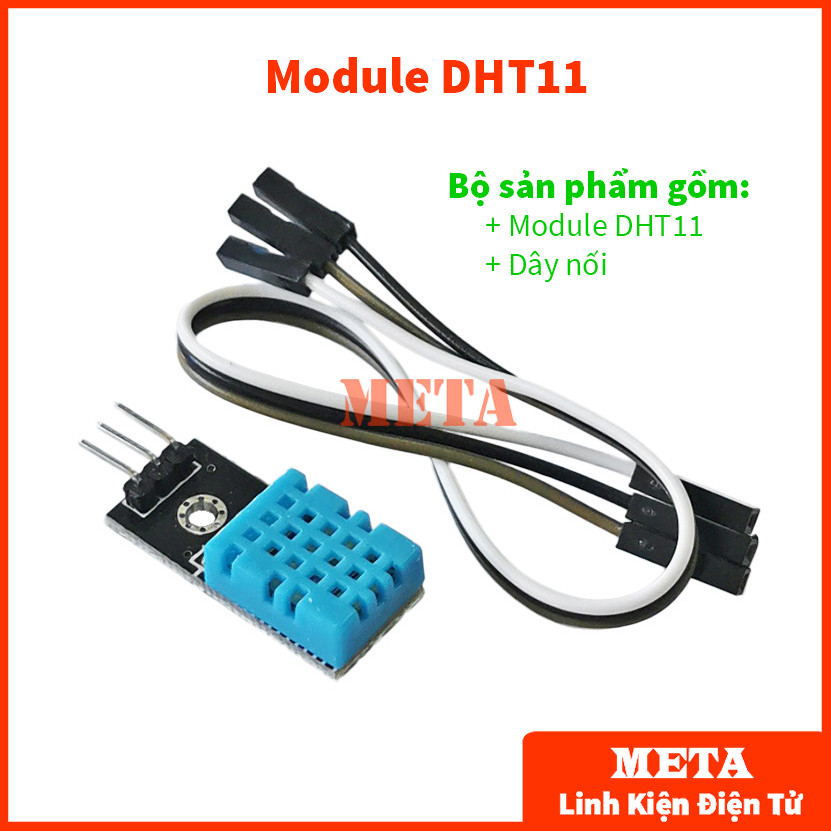 Module DHT11
Bộ sản phẩm gồm:
+ Module DHT11
+ Dây nối
META
META
Linh Kiện Điện Tử